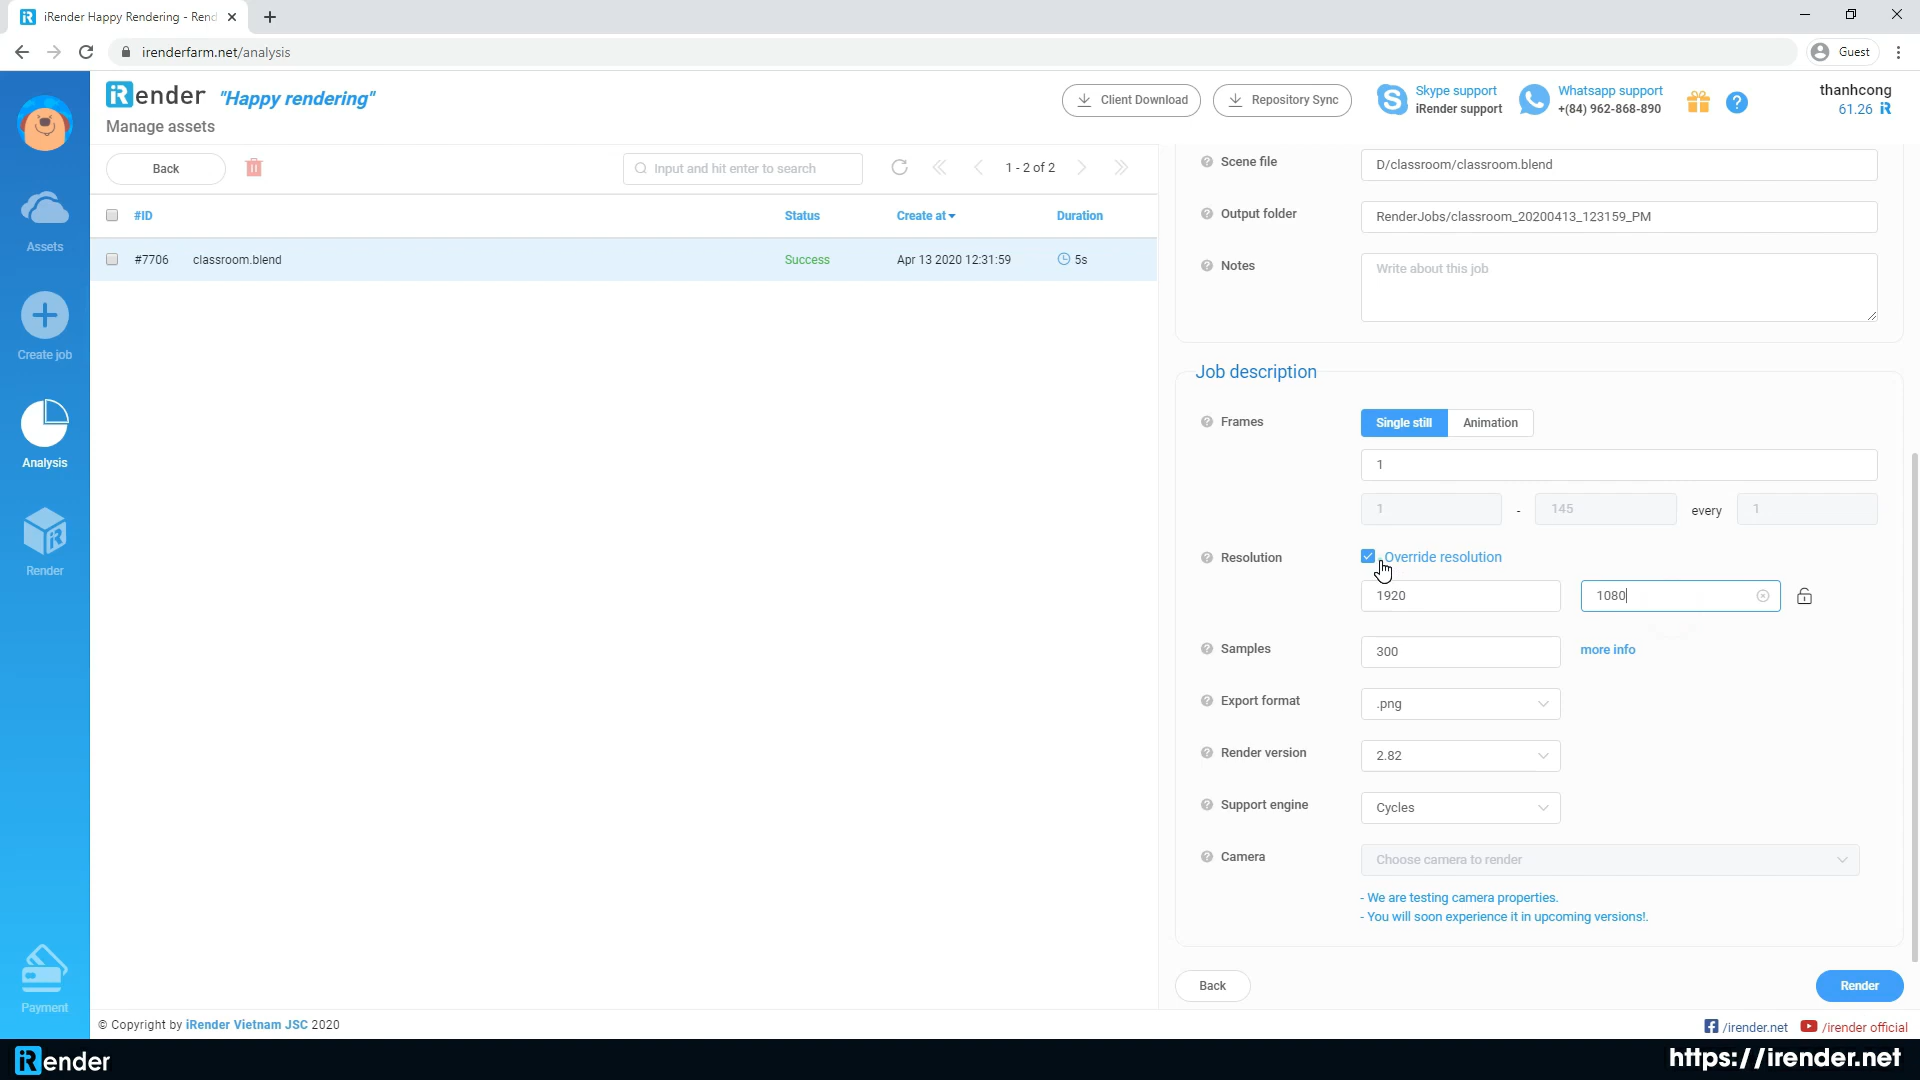 iRender Happy Rendering - Rend
irenderfarm.net/analysis
Guest
iRender "Happy rendering"
Manage assets
Client Download
Repository Sync
Skype support
iRender support
Whatsapp support
+(84) 962-868-890
thanhcong
61.26
Back
Input and hit enter to search
1 - 2 of 2
#ID
Status
Create at
Duration
#7706
classroom.blend
Success
Apr 13 2020 12:31:59
5s
Assets
Create job
Analysis
Render
Payment
Scene file
D/classroom/classroom.blend
Output folder
RenderJobs/classroom_20200413_123159_PM
Notes
Write about this job
Job description
Frames
Single still
Animation
1
1 - 145 every 1
Resolution
Override resolution
1920
1080
Samples
300
more info
Export format
.png
Render version
2.82
Support engine
Cycles
Camera
Choose camera to render
- We are testing camera properties.
- You will soon experience it in upcoming versions!.
Back
Render
© Copyright by iRender Vietnam JSC 2020
/irender.net
/irender official
iRender
https://irender.net